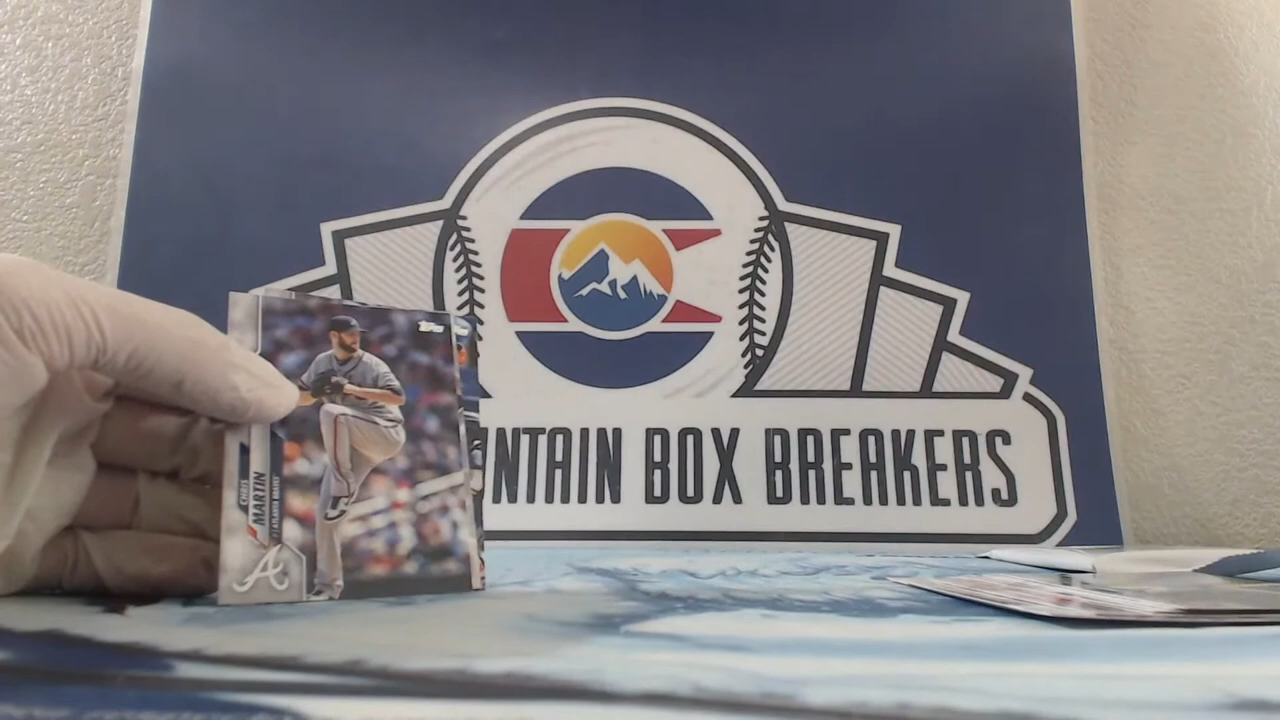 topps
CHRIS
MARTIN
ATLANTA BRAVES
A
NTAIN BOX BREAKERS